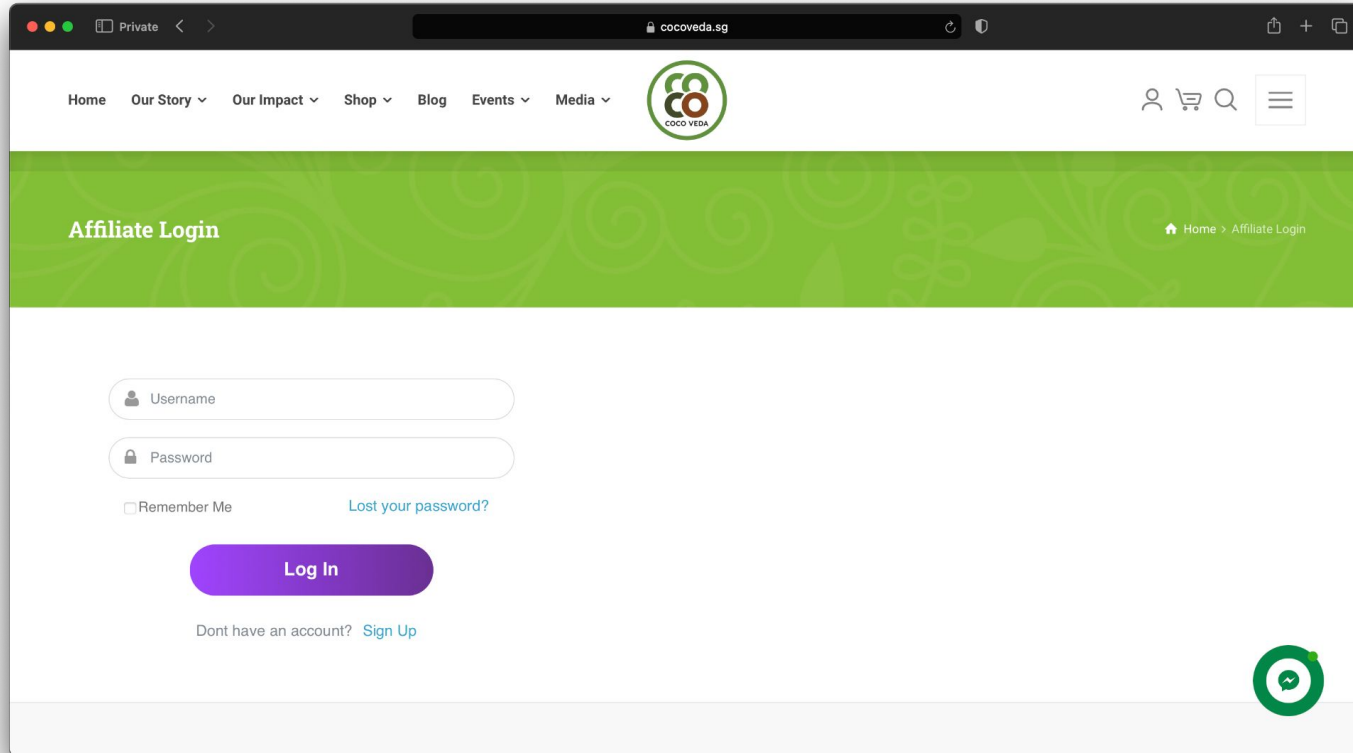 Private
cocoveda.sg
Home Our Story Our Impact Shop Blog Events Media
COCO
COCO VEDA
Affiliate Login
Home > Affiliate Login
Username
Password
Remember Me Lost your password?
Log In
Dont have an account? Sign Up